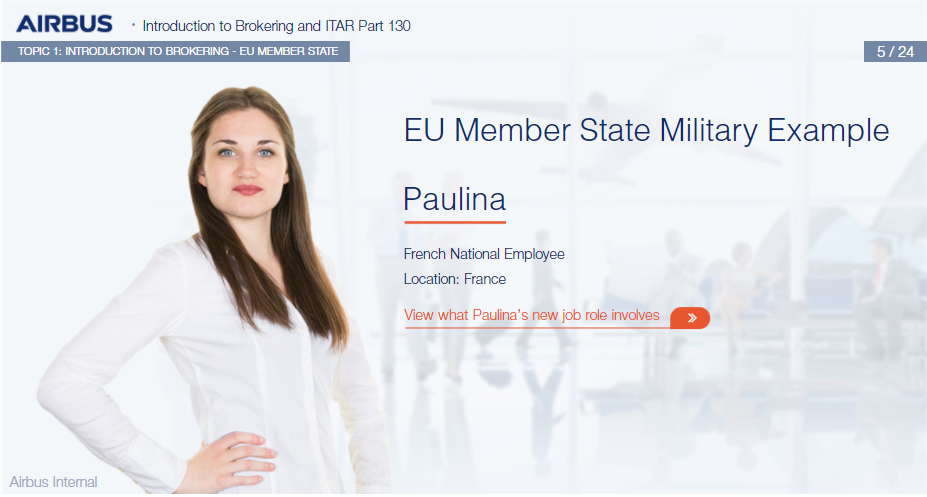 AIRBUS
• Introduction to Brokering and ITAR Part 130
TOPIC 1: INTRODUCTION TO BROKERING - EU MEMBER STATE
5 / 24
EU Member State Military Example
Paulina
French National Employee
Location: France
View what Paulina's new job role involves
Airbus Internal